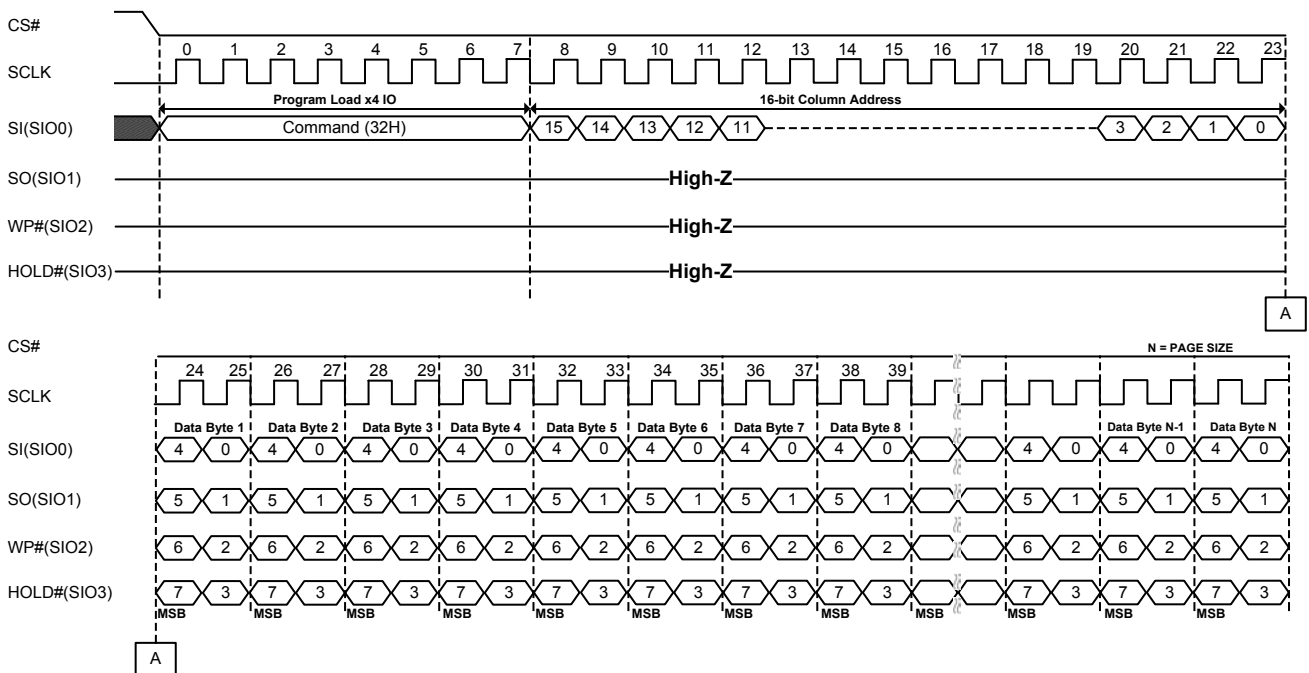 CS#
0 1 2 3 4 5 6 7 8 9 10 11 12 13 14 15 16 17 18 19 20 21 22 23
SCLK
Program Load x4 IO 16-bit Column Address
SI(SIO0) Command (32H) 15 14 13 12 11 3 2 1 0
SO(SIO1) High-Z
WP#(SIO2) High-Z
HOLD#(SIO3) High-Z
A
CS#
N = PAGE SIZE
24 25 26 27 28 29 30 31 32 33 34 35 36 37 38 39
SCLK
Data Byte 1 Data Byte 2 Data Byte 3 Data Byte 4 Data Byte 5 Data Byte 6 Data Byte 7 Data Byte 8 Data Byte N-1 Data Byte N
SI(SIO0) 4 0 4 0 4 0 4 0 4 0 4 0 4 0 4 0 4 0 4 0 4 0
SO(SIO1) 5 1 5 1 5 1 5 1 5 1 5 1 5 1 5 1 5 1 5 1 5 1
WP#(SIO2) 6 2 6 2 6 2 6 2 6 2 6 2 6 2 6 2 6 2 6 2 6 2
HOLD#(SIO3) 7 3 7 3 7 3 7 3 7 3 7 3 7 3 7 3 7 3 7 3 7 3
MSB MSB MSB MSB MSB MSB MSB MSB MSB MSB MSB MSB
A